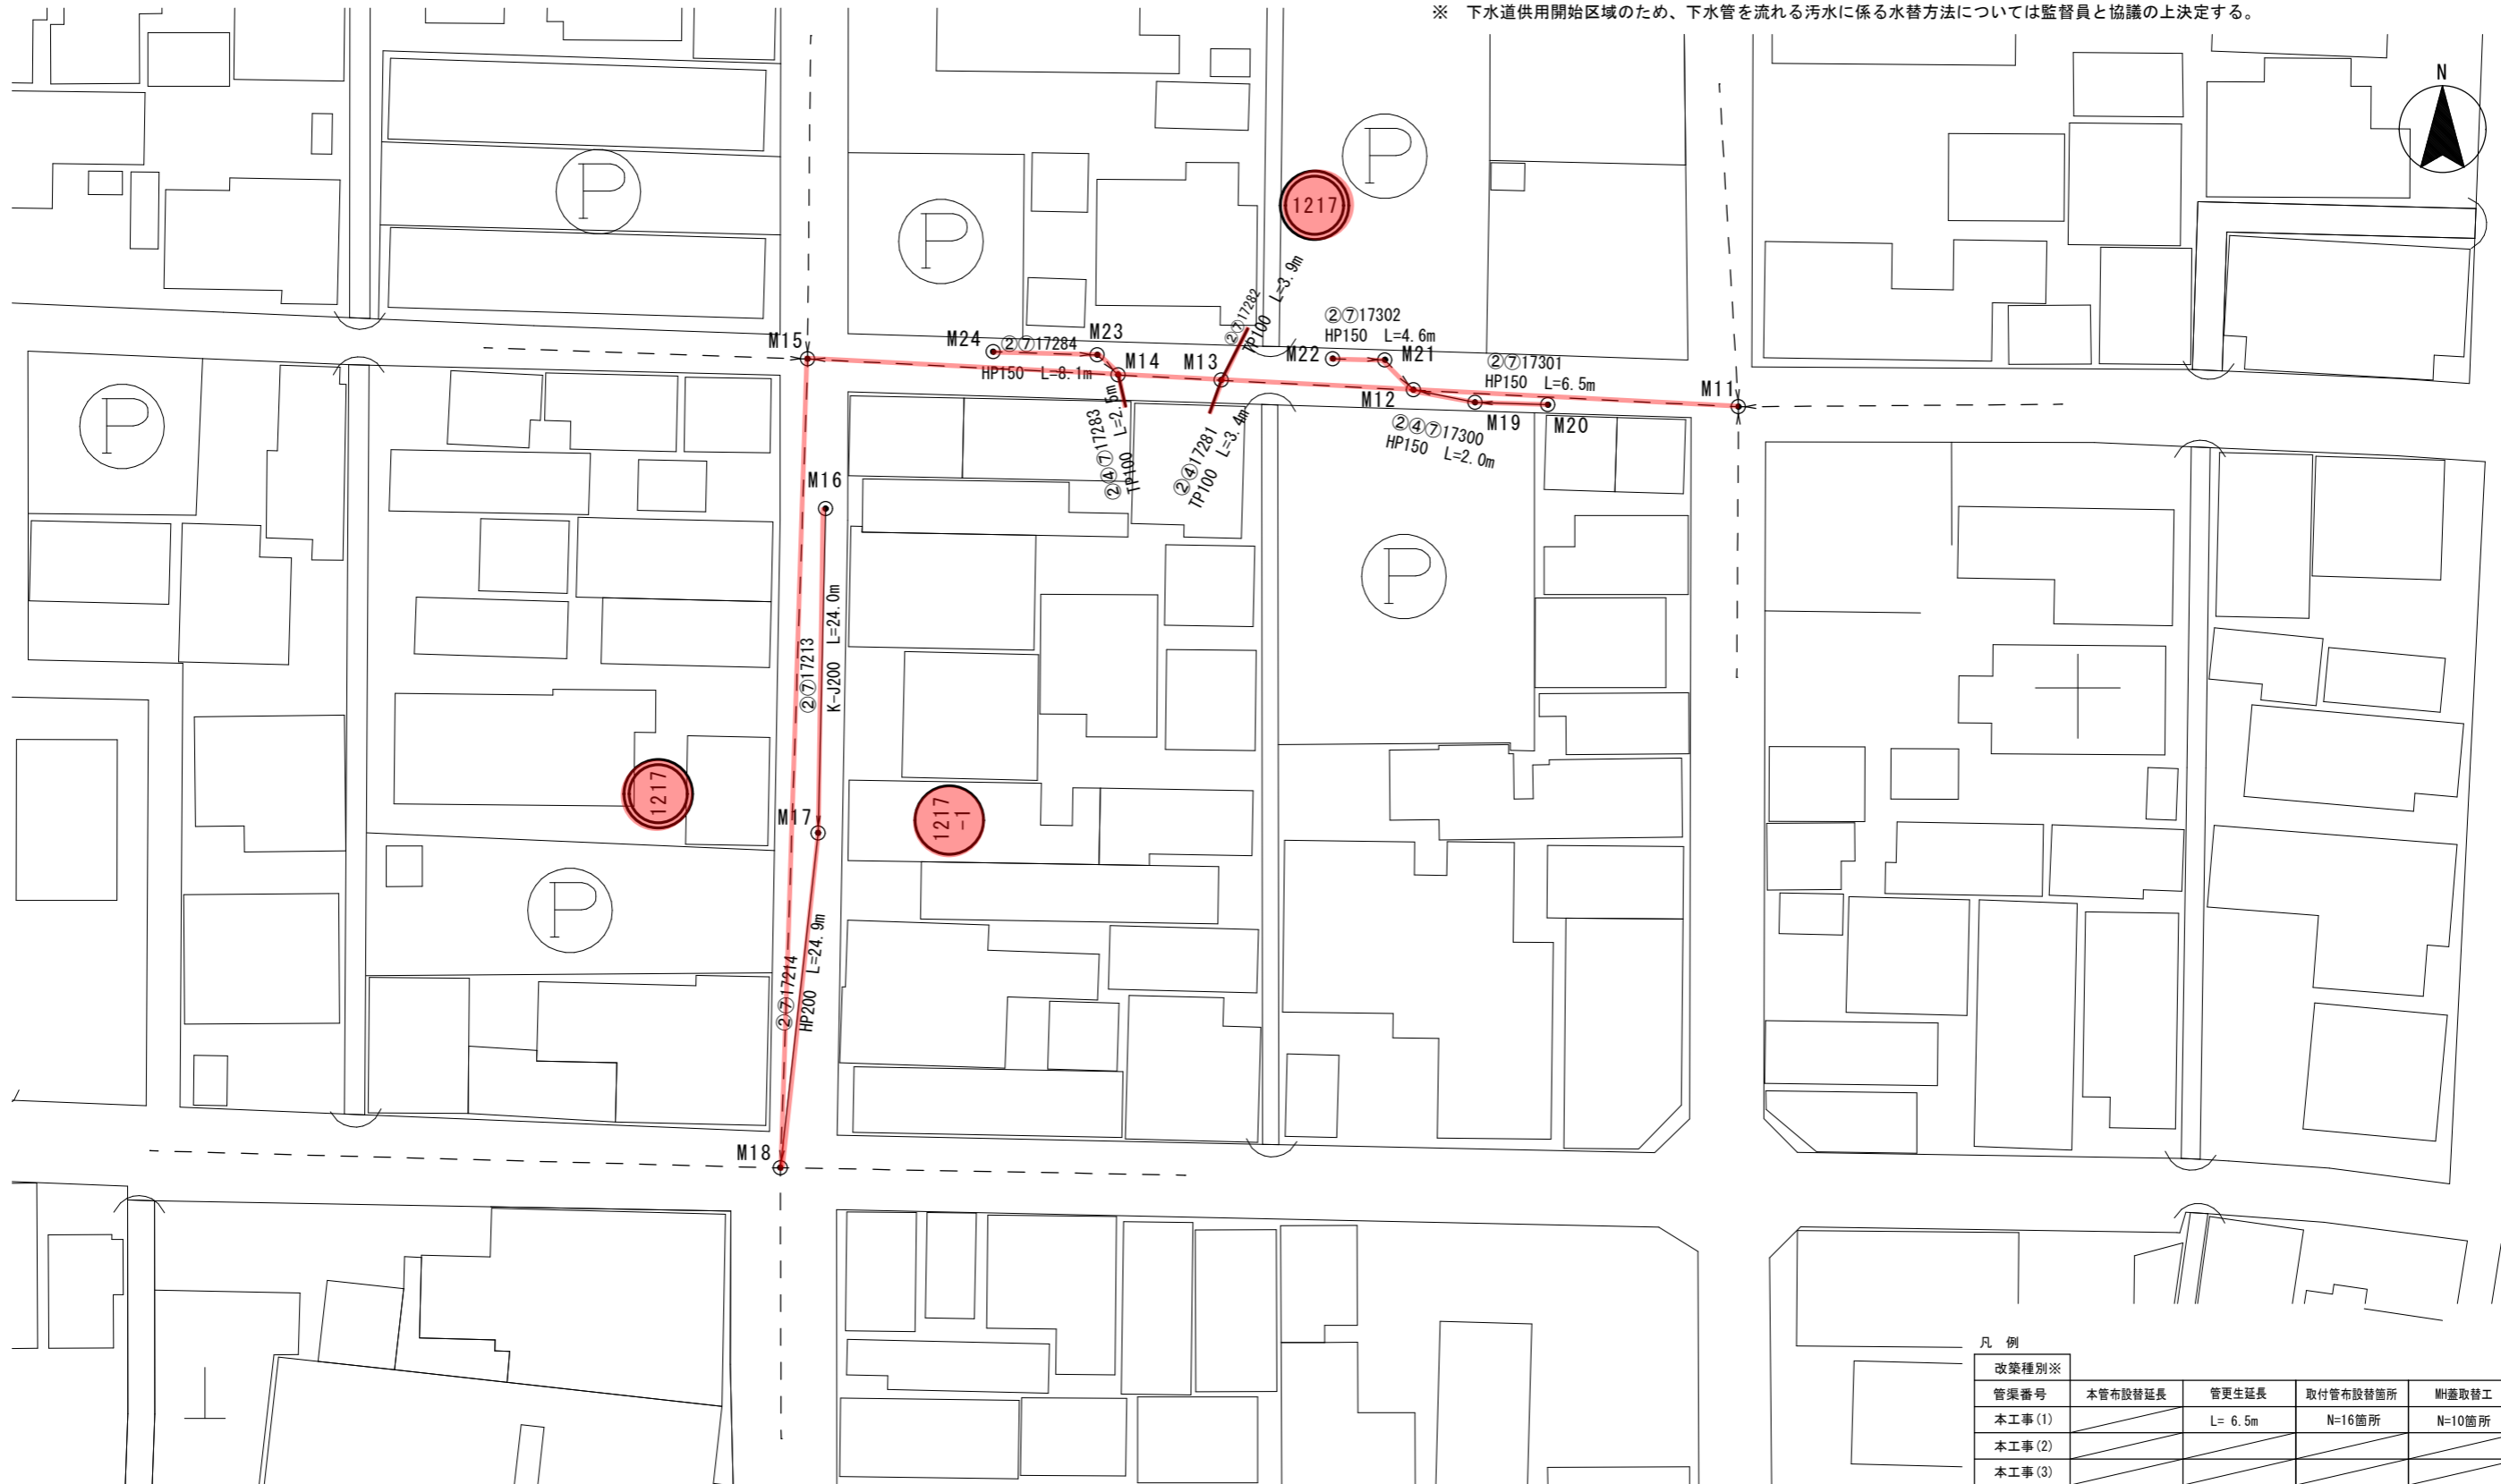 ※　下水道供用開始区域のため、下水管を流れる汚水に係る水替方法については監督員と協議の上決定する。
N
P
P
P
1217
②⑦17282
TP100　L=3.9m
②⑦17302
HP150　L=4.6m
M15
M24
②⑦17284
M23
HP150　L=8.1m
M14
M13
M22
M21
②⑦17301
HP150　L=6.5m
M12
M11
M19
M20
②④⑦17300
HP150　L=2.0m
②④⑦17283
TP100　L=2.5m
②④17281
TP100　L=3.4m
P
M16
P
②⑦17213
K-J200　L=24.0m
1217
1217
-1
M17
P
②⑦17214
HP200　L=24.9m
M18
凡　例
改築種別※
管渠番号　本管布設替延長　管更生延長　取付管布設替箇所　MH蓋取替工
本工事(1)　L= 6.5m　N=16箇所　N=10箇所
本工事(2)
本工事(3)